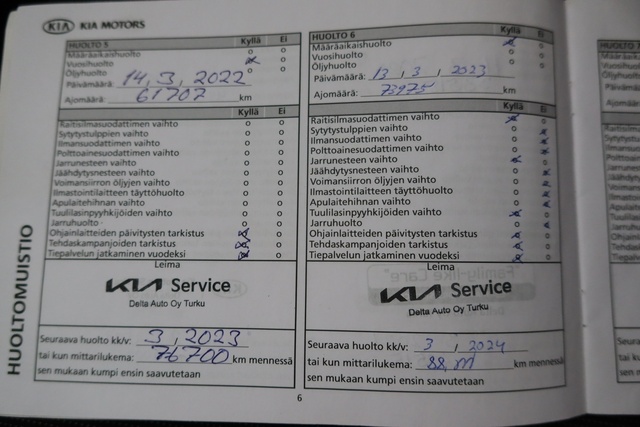 KIA KIA MOTORS
HUOLTO 5 Kyllä Ei
Määräaikaishuolto
Vuosihuolto
Öljyhuolto
Päivämäärä: 14, 3, 2022
Ajomäärä: 61702 km
Kyllä Ei
Raitisilmasuodattimen vaihto
Sytytystulppien vaihto
Ilmansuodattimen vaihto
Polttoainesuodattimen vaihto
Jarrunesteen vaihto
Jäähdytysnesteen vaihto
Voimansiirron öljyjen vaihto
Ilmastointilaitteen täyttöhuolto
Apulaitehihnan vaihto
Tuulilasinpyyhkijöiden vaihto
Jarruhuolto
Ohjainlaitteiden päivitysten tarkistus
Tehdaskampanjoiden tarkistus
Tiepalvelun jatkaminen vuodeksi
Leima
KIA Service
Delta Auto Oy Turku
Seuraava huolto kk/v: 3, 2023
tai kun mittarilukema: 76700 km mennessä
sen mukaan kumpi ensin saavutetaan
HUOLTO 6 Kyllä Ei
Määräaikaishuolto
Vuosihuolto
Öljyhuolto
Päivämäärä: 13, 3, 2023
Ajomäärä: 73975 km
Kyllä Ei
Raitisilmasuodattimen vaihto
Sytytystulppien vaihto
Ilmansuodattimen vaihto
Polttoainesuodattimen vaihto
Jarrunesteen vaihto
Jäähdytysnesteen vaihto
Voimansiirron öljyjen vaihto
Ilmastointilaitteen täyttöhuolto
Apulaitehihnan vaihto
Tuulilasinpyyhkijöiden vaihto
Jarruhuolto
Ohjainlaitteiden päivitysten tarkistus
Tehdaskampanjoiden tarkistus
Tiepalvelun jatkaminen vuodeksi
Leima
KIA Service
Delta Auto Oy Turku
Seuraava huolto kk/v: 3, 2024
tai kun mittarilukema: 88 km mennessä
sen mukaan kumpi ensin saavutetaan
HUOLTOMUISTIO
6